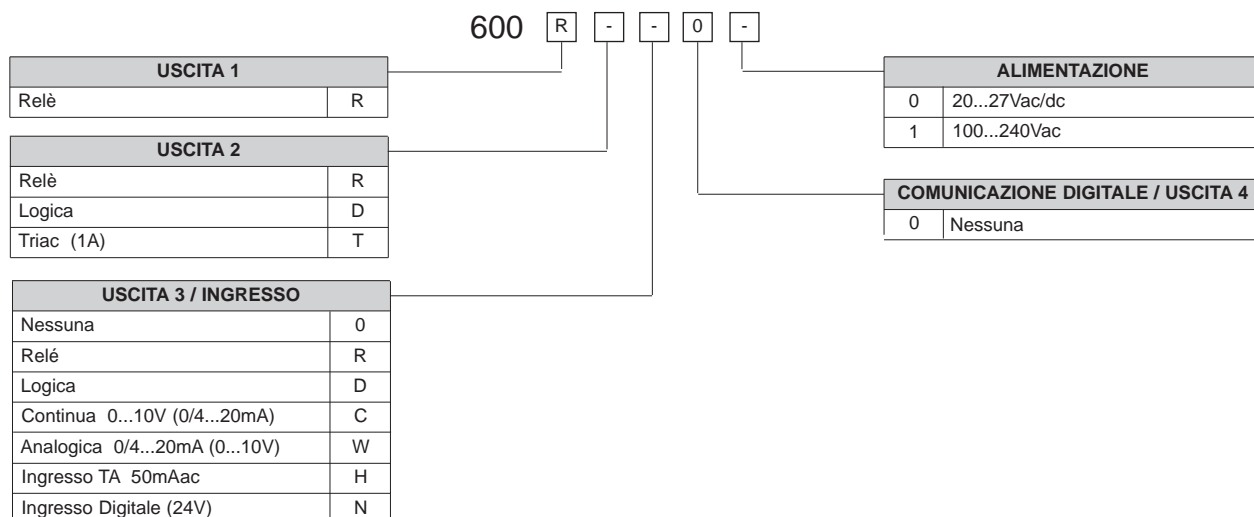 600 R - - 0 -
USCITA 1
Relè R
USCITA 2
Relè R
Logica D
Triac (1A) T
USCITA 3 / INGRESSO
Nessuna 0
Relé R
Logica D
Continua 0...10V (0/4...20mA) C
Analogica 0/4...20mA (0...10V) W
Ingresso TA 50mAac H
Ingresso Digitale (24V) N
ALIMENTAZIONE
0 20...27Vac/dc
1 100...240Vac
COMUNICAZIONE DIGITALE / USCITA 4
0 Nessuna